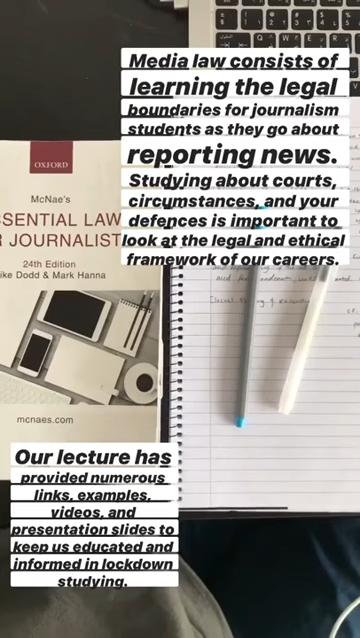 Media law consists of
learning the legal
boundaries for journalism
students as they go about
reporting news.
Studying about courts,
circumstances, and your
defences is important to
look at the legal and ethical
framework of our careers.
OXFORD
McNae's
SSENTIAL LAW
R JOURNALIST
24th Edition
ike Dodd & Mark Hanna
mcnaes.com
Our lecture has
provided numerous
links, examples,
videos, and
presentation slides to
keep us educated and
informed in lockdown
studying.